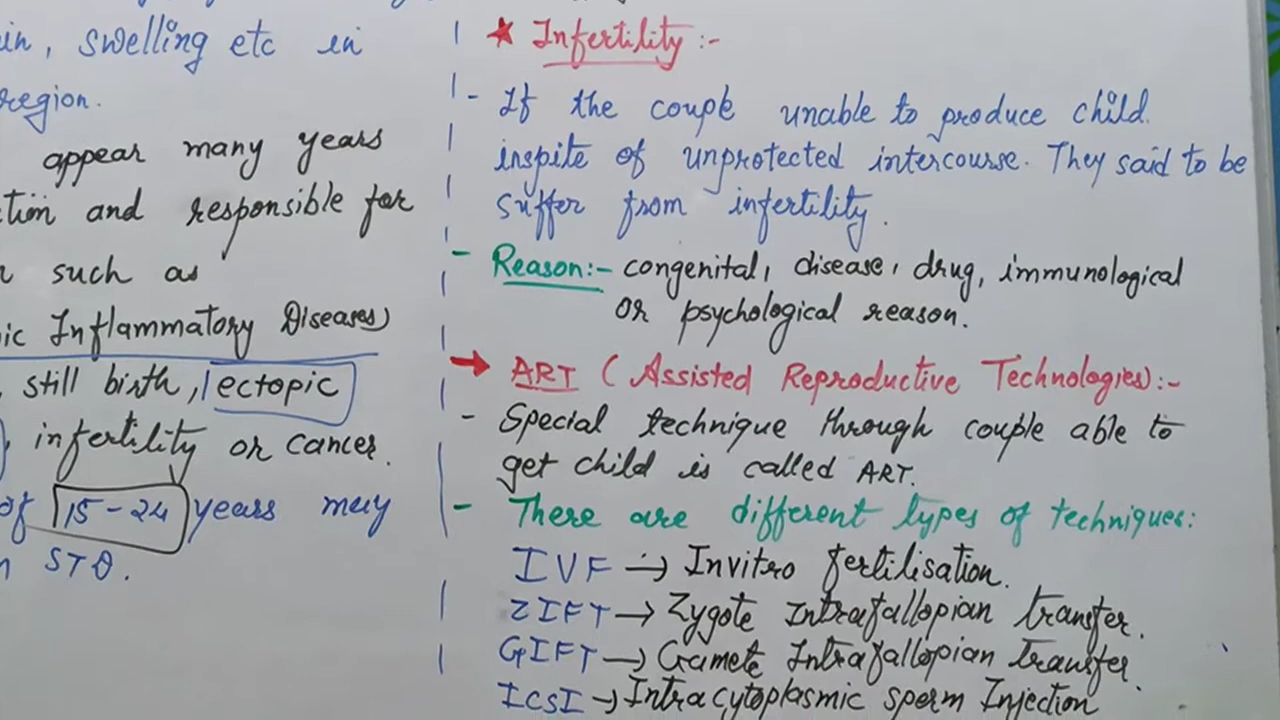 swelling etc in
region.
appear many years
and responsible for
such as
Inflammatory Diseases)
still birth, ectopic
infertility or cancer.
of 15-24 years may
STD.
★ Infertility :-
- If the couple unable to produce child.
inspite of unprotected intercourse. They said to be
suffer from infertility.
- Reason:- congenital, disease, drug, immunological
or psychological reason.
→ ART (Assisted Reproductive Technologies):-
- Special technique through couple able to
get child is called ART.
- There are different types of techniques:
IVF → Invitro fertilisation.
ZIFT → Zygote Intrafallopian transfer.
GIFT → Gamete Intrafallopian transfer.
ICSI → Intracytoplasmic sperm Injection